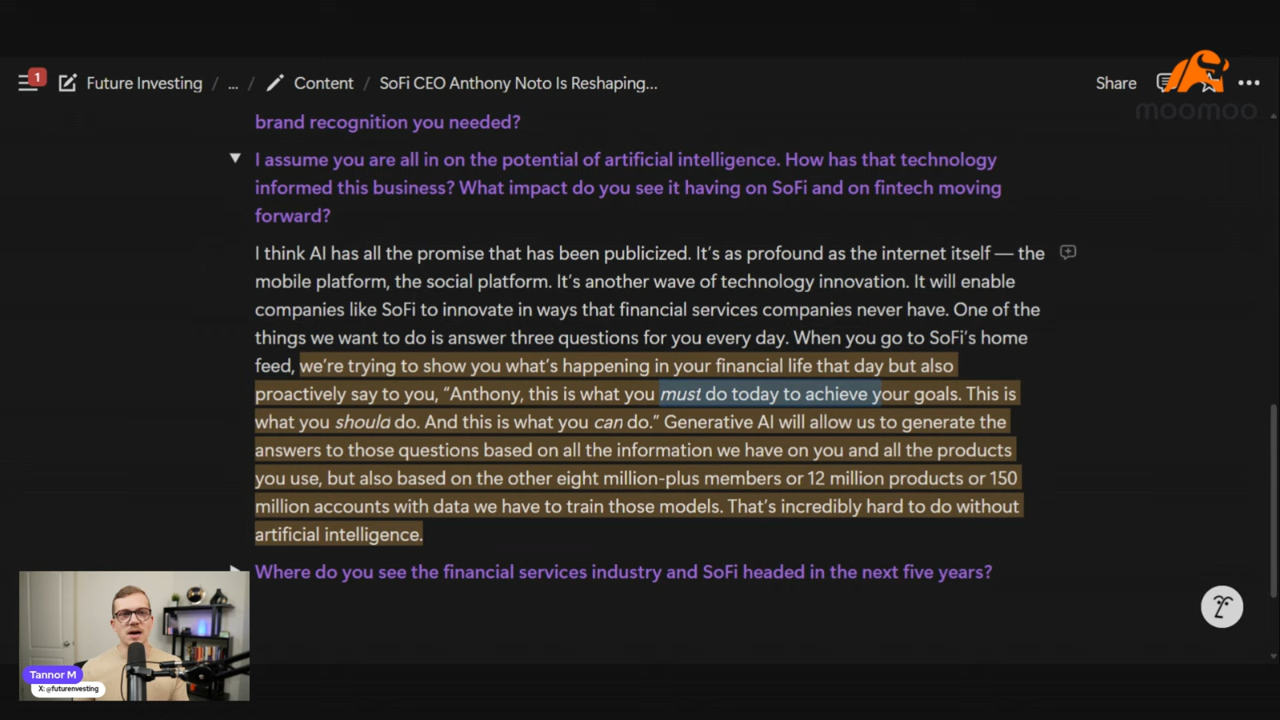 1
Future Investing / ... / Content / SoFi CEO Anthony Noto Is Reshaping...
Share
moomoo
brand recognition you needed?
I assume you are all in on the potential of artificial intelligence. How has that technology
informed this business? What impact do you see it having on SoFi and on fintech moving
forward?
I think AI has all the promise that has been publicized. It's as profound as the internet itself — the
mobile platform, the social platform. It's another wave of technology innovation. It will enable
companies like SoFi to innovate in ways that financial services companies never have. One of the
things we want to do is answer three questions for you every day. When you go to SoFi's home
feed, we're trying to show you what's happening in your financial life that day but also
proactively say to you, “Anthony, this is what you must do today to achieve your goals. This is
what you should do. And this is what you can do.” Generative AI will allow us to generate the
answers to those questions based on all the information we have on you and all the products
you use, but also based on the other eight million-plus members or 12 million products or 150
million accounts with data we have to train those models. That's incredibly hard to do without
artificial intelligence.
Where do you see the financial services industry and SoFi headed in the next five years?
Tannor M
X: @futurenvesting